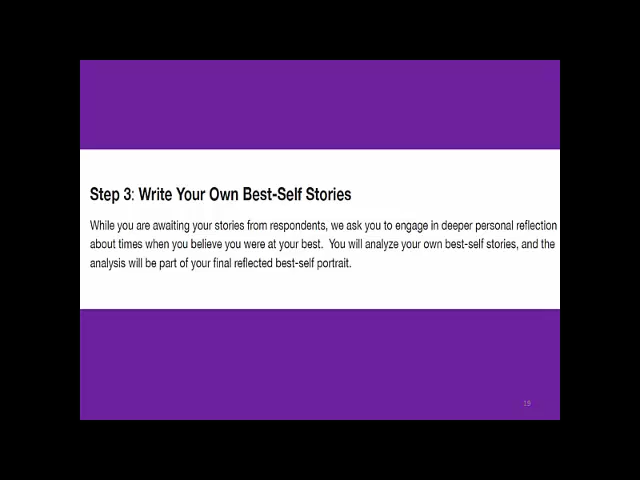 Step 3: Write Your Own Best-Self Stories
While you are awaiting your stories from respondents, we ask you to engage in deeper personal reflection
about times when you believe you were at your best.  You will analyze your own best-self stories, and the
analysis will be part of your final reflected best-self portrait.
19